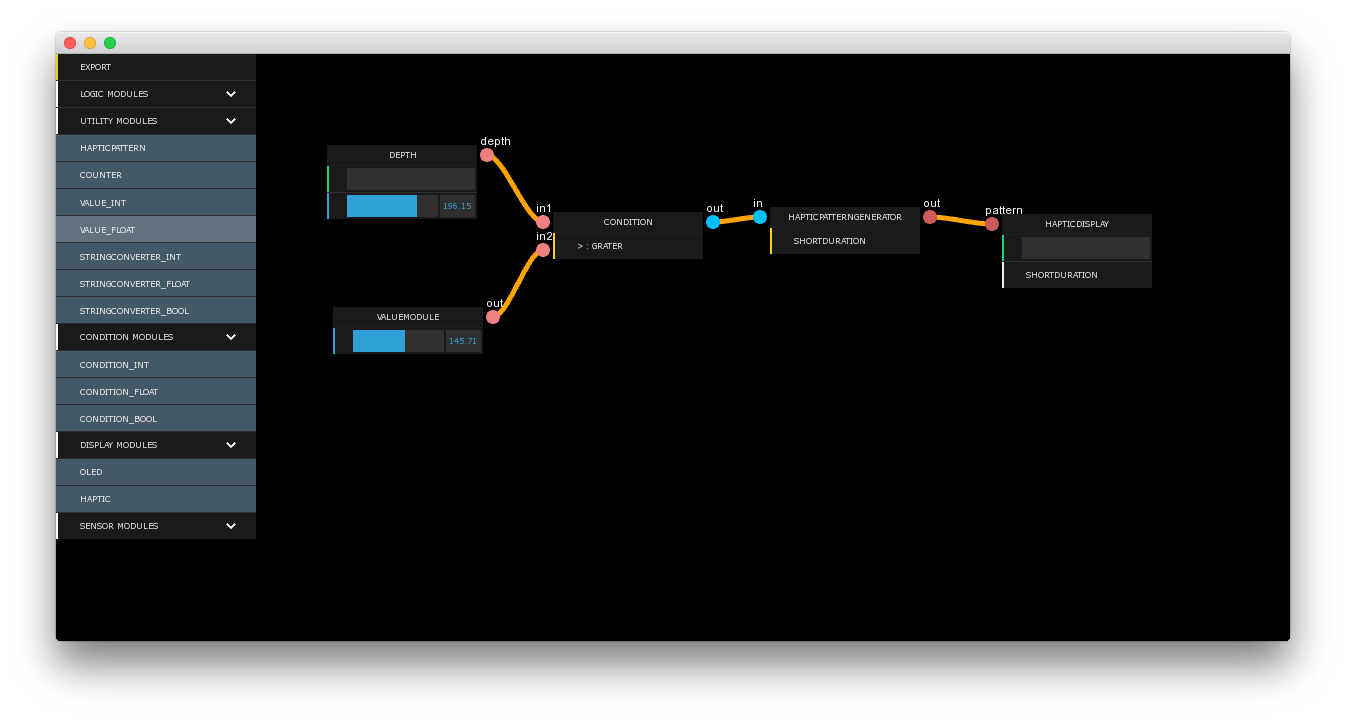 EXPORT
LOGIC MODULES
UTILITY MODULES
HAPTICPATTERN
COUNTER
VALUE_INT
VALUE_FLOAT
STRINGCONVERTER_INT
STRINGCONVERTER_FLOAT
STRINGCONVERTER_BOOL
CONDITION MODULES
CONDITION_INT
CONDITION_FLOAT
CONDITION_BOOL
DISPLAY MODULES
OLED
HAPTIC
SENSOR MODULES
depth
DEPTH
196.15
out
VALUEMODULE
145.71
in1
in2
CONDITION
> : GRATER
out
in
HAPTICPATTERNGENERATOR
SHORTDURATION
out
pattern
HAPTICDISPLAY
SHORTDURATION